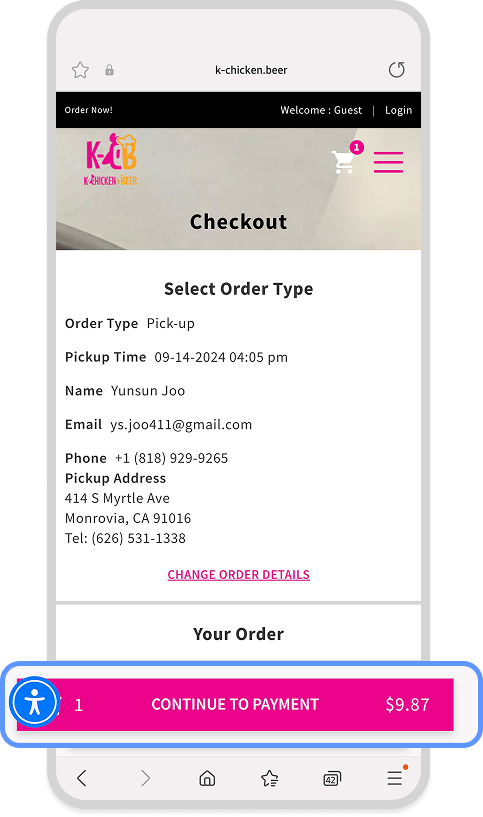 k-chicken.beer
Order Now! Welcome : Guest | Login
K-CB
K-CHICKEN & BEER
1
Checkout
Select Order Type
Order Type Pick-up
Pickup Time 09-14-2024 04:05 pm
Name Yunsun Joo
Email ys.joo411@gmail.com
Phone +1 (818) 929-9265
Pickup Address
414 S Myrtle Ave
Monrovia, CA 91016
Tel: (626) 531-1338
CHANGE ORDER DETAILS
Your Order
1 CONTINUE TO PAYMENT $9.87
42